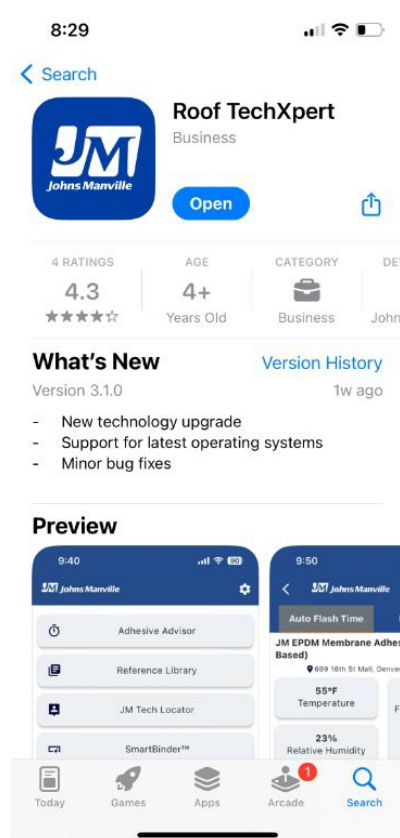 8:29
Search
JM
Johns Manville
Roof TechXpert
Business
Open
4 RATINGS
4.3
★★★★☆
AGE
4+
Years Old
CATEGORY
Business
What's New
Version History
Version 3.1.0
1w ago
- New technology upgrade
- Support for latest operating systems
- Minor bug fixes
Preview
9:40
90
JM Johns Manville
Adhesive Advisor
Reference Library
JM Tech Locator
SmartBinder™
9:50
JM Johns Manville
Auto Flash Time
JM EPDM Membrane Adhes
Based)
699 16th St Mall, Denve
55°F
Temperature
23%
Relative Humidity
Today
Games
Apps
Arcade
1
Search